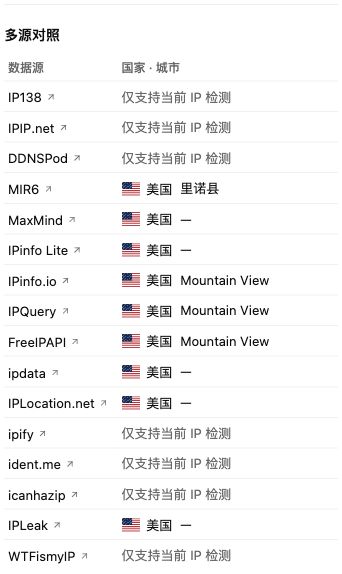 多源对照
数据源 国家 · 城市
IP138 ↗ 仅支持当前 IP 检测
IPIP.net ↗ 仅支持当前 IP 检测
DDNSPod ↗ 仅支持当前 IP 检测
MIR6 ↗ 美国 里诺县
MaxMind ↗ 美国 —
IPinfo Lite ↗ 美国 —
IPinfo.io ↗ 美国 Mountain View
IPQuery ↗ 美国 Mountain View
FreeIPAPI ↗ 美国 Mountain View
ipdata ↗ 美国 —
IPLocation.net ↗ 美国 —
ipify ↗ 仅支持当前 IP 检测
ident.me ↗ 仅支持当前 IP 检测
icanhazip ↗ 仅支持当前 IP 检测
IPLeak ↗ 美国 —
WTFismyIP ↗ 仅支持当前 IP 检测